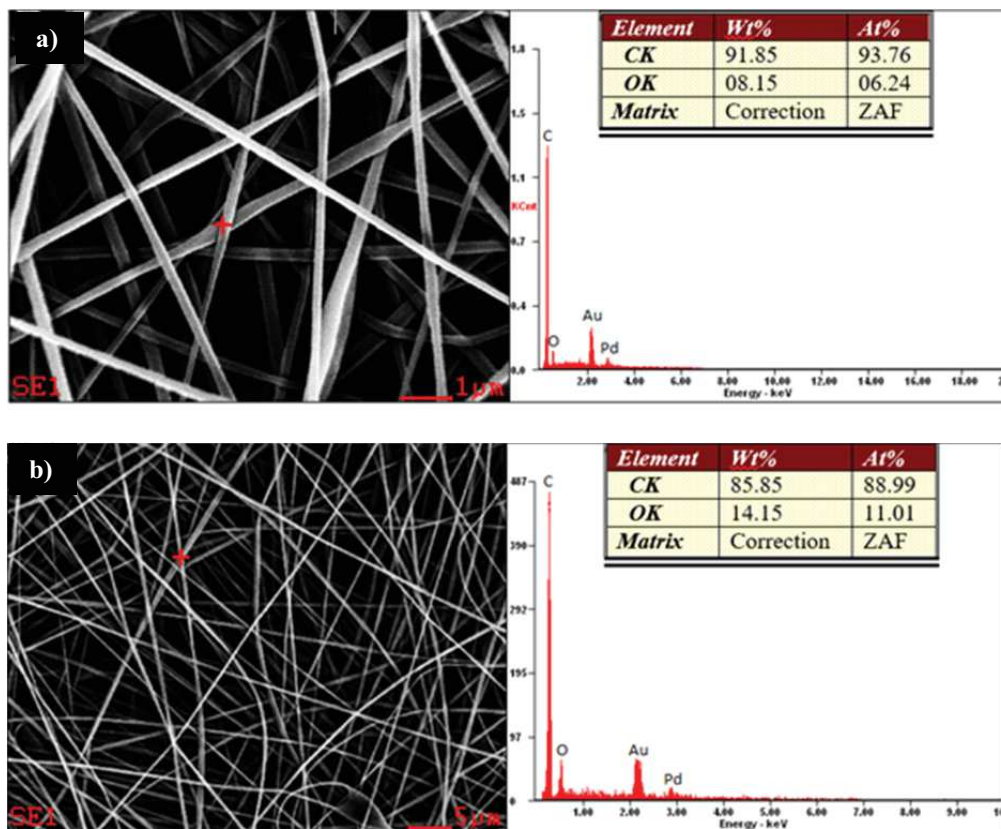 a)
SE1
1µm
Element Wt% At%
CK 91.85 93.76
OK 08.15 06.24
Matrix Correction ZAF
1.8
1.5
1.1
KCnt
0.7
0.4
0.0
C
O
Au
Pd
2.00 4.00 6.00 8.00 10.00 12.00 14.00 16.00 18.00 2
Energy - keV
b)
SE1
5µm
Element Wt% At%
CK 85.85 88.99
OK 14.15 11.01
Matrix Correction ZAF
487
390
292
195
97
0
C
O
Au
Pd
1.00 2.00 3.00 4.00 5.00 6.00 7.00 8.00 9.00 10
Energy - keV